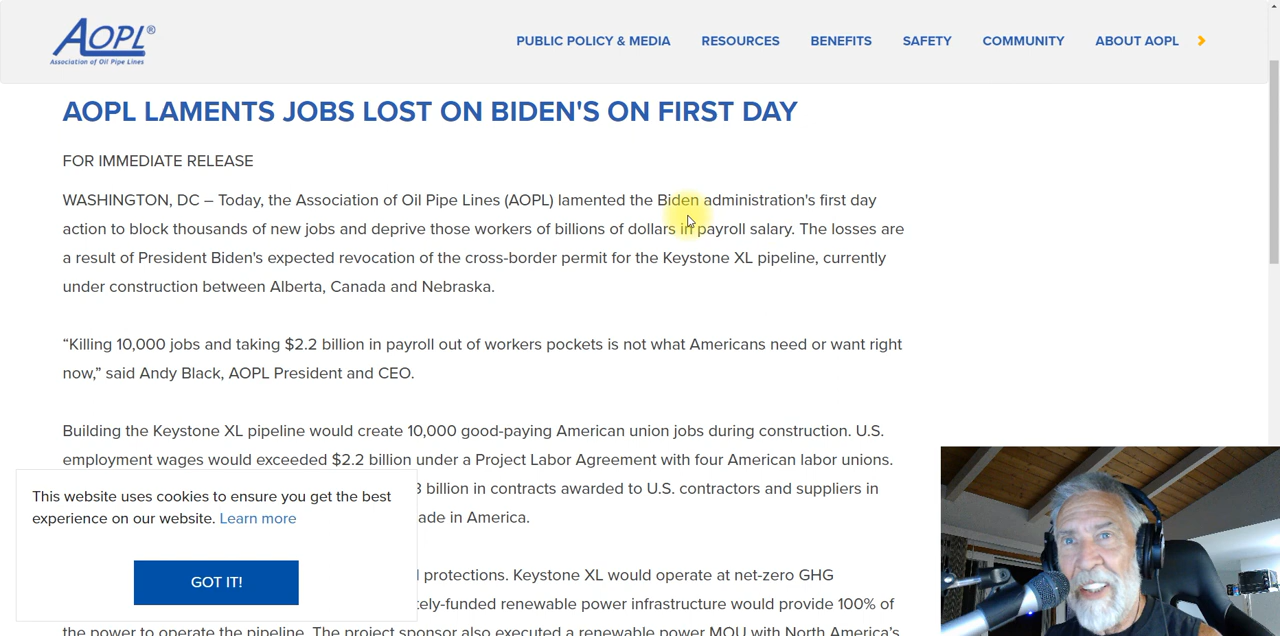 AOPL®
Association of Oil Pipe Lines
PUBLIC POLICY & MEDIA RESOURCES BENEFITS SAFETY COMMUNITY ABOUT AOPL
AOPL LAMENTS JOBS LOST ON BIDEN'S ON FIRST DAY
FOR IMMEDIATE RELEASE
WASHINGTON, DC – Today, the Association of Oil Pipe Lines (AOPL) lamented the Biden administration's first day
action to block thousands of new jobs and deprive those workers of billions of dollars in payroll salary. The losses are
a result of President Biden's expected revocation of the cross-border permit for the Keystone XL pipeline, currently
under construction between Alberta, Canada and Nebraska.
“Killing 10,000 jobs and taking $2.2 billion in payroll out of workers pockets is not what Americans need or want right
now,” said Andy Black, AOPL President and CEO.
Building the Keystone XL pipeline would create 10,000 good-paying American union jobs during construction. U.S.
employment wages would exceeded $2.2 billion under a Project Labor Agreement with four American labor unions.
billion in contracts awarded to U.S. contractors and suppliers in
in America.
protections. Keystone XL would operate at net-zero GHG
renewable power infrastructure would provide 100% of
the power to operate the pipeline. The project sponsor also executed a renewable power MOU with North America's
This website uses cookies to ensure you get the best
experience on our website. Learn more
GOT IT!